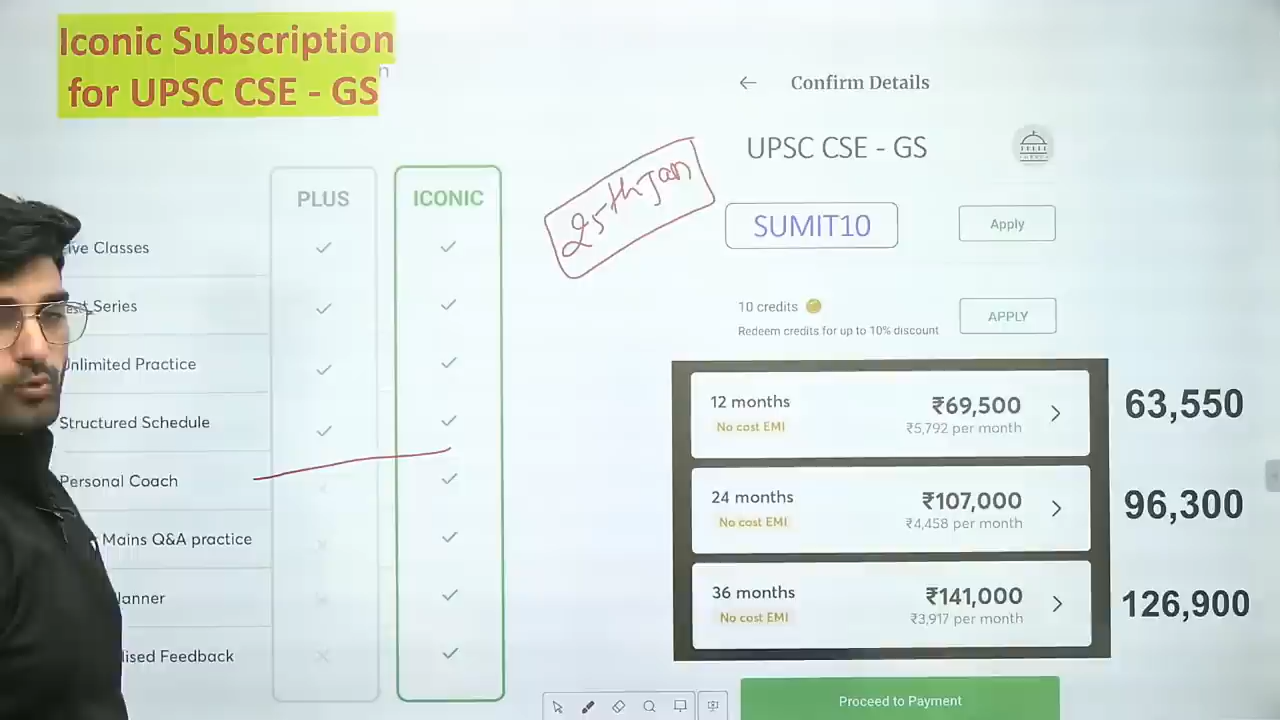 Iconic Subscription
for UPSC CSE - GS
n
PLUS
ICONIC
Live Classes
Test Series
Unlimited Practice
Structured Schedule
Personal Coach
Mains Q&A practice
lanner
lised Feedback
25th Jan
Confirm Details
UPSC CSE - GS
SUMIT10
Apply
10 credits
Redeem credits for up to 10% discount
APPLY
12 months
No cost EMI
₹69,500
₹5,792 per month
63,550
24 months
No cost EMI
₹107,000
₹4,458 per month
96,300
36 months
No cost EMI
₹141,000
₹3,917 per month
126,900
Proceed to Payment